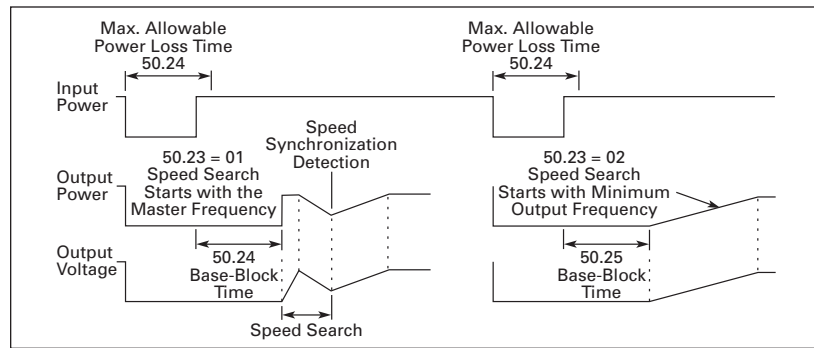 Max. Allowable
Power Loss Time
50.24
Max. Allowable
Power Loss Time
50.24
Input
Power
Speed
Synchronization
Detection
50.23 = 01
Speed Search
Starts with the
Master Frequency
50.23 = 02
Speed Search
Starts with Minimum
Output Frequency
Output
Power
Output
Voltage
50.24
Base-Block
Time
50.25
Base-Block
Time
Speed Search